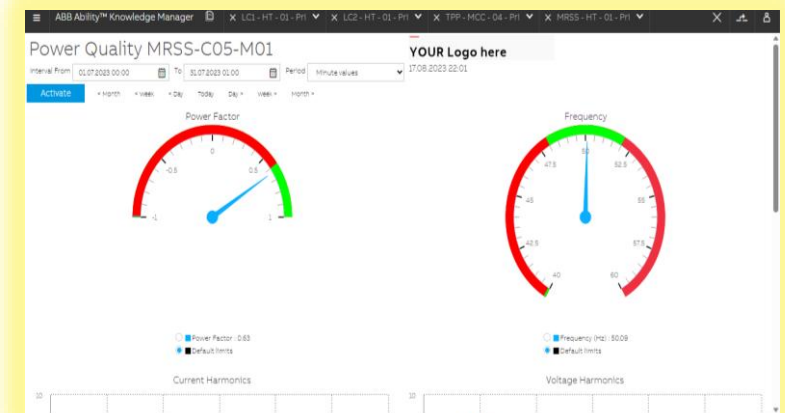 ABB Ability™ Knowledge Manager
LC1 - HT - 01 - Pri
LC2 - HT - 01 - Pri
TPP - MCC - 04 - Pri
MRSS - HT - 01 - Pri
Power Quality MRSS-C05-M01
YOUR Logo here
17.08.2023 22:01
Interval From 01.07.2023 00:00 To 31.07.2023 01:00 Period Minute values
Activate < Month < Week < Day Today Day > Week > Month >
Power Factor
-1
-0.5
0
0.5
1
Power Factor : 0.63
Default limits
Frequency
40
42.5
45
47.5
50
52.5
55
57.5
60
Frequency (Hz) : 50.09
Default limits
Current Harmonics
10
Voltage Harmonics
10